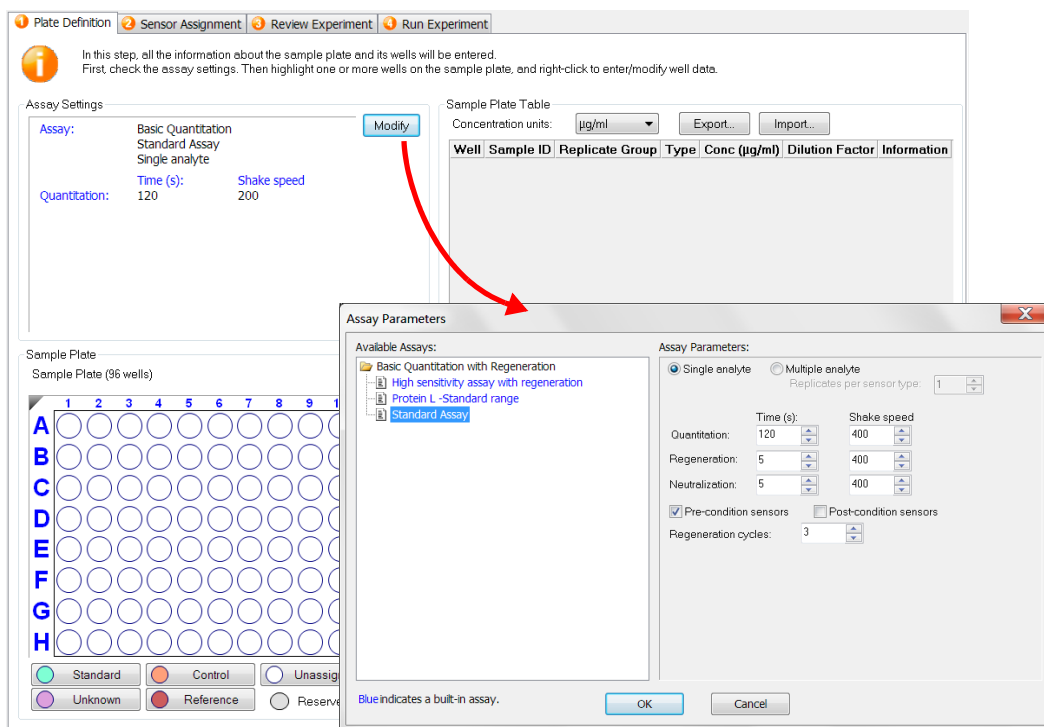 Plate Definition
Sensor Assignment
Review Experiment
Run Experiment
In this step, all the information about the sample plate and its wells will be entered.
First, check the assay settings. Then highlight one or more wells on the sample plate, and right-click to enter/modify well data.
Assay Settings
Assay: Basic Quantitation
Standard Assay
Single analyte
Time (s): Shake speed
Quantitation: 120 200
Modify
Sample Plate Table
Concentration units: µg/ml Export... Import...
Well Sample ID Replicate Group Type Conc (µg/ml) Dilution Factor Information
Sample Plate
Sample Plate (96 wells)
1 2 3 4 5 6 7 8 9 1
A
B
C
D
E
F
G
H
Standard Control Unassig
Unknown Reference Reserve
Assay Parameters
Available Assays:
Basic Quantitation with Regeneration
High sensitivity assay with regeneration
Protein L -Standard range
Standard Assay
Blue indicates a built-in assay.
Assay Parameters:
Single analyte Multiple analyte
Replicates per sensor type: 1
Time (s): Shake speed
Quantitation: 120 400
Regeneration: 5 400
Neutralization: 5 400
Pre-condition sensors Post-condition sensors
Regeneration cycles: 3
OK Cancel